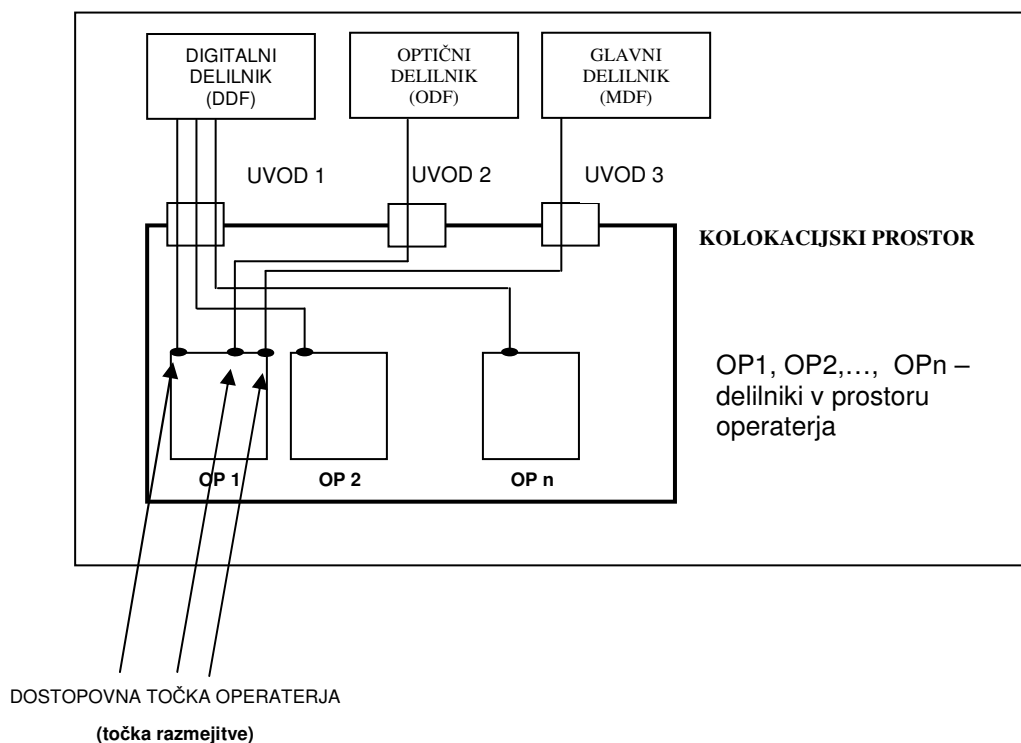 DIGITALNI
DELILNIK
(DDF)
OPTIČNI
DELILNIK
(ODF)
GLAVNI
DELILNIK
(MDF)
UVOD 1
UVOD 2
UVOD 3
KOLOKACIJSKI PROSTOR
OP1, OP2,…, OPn –
delilniki v prostoru
operaterja
OP 1
OP 2
OP n
DOSTOPOVNA TOČKA OPERATERJA
(točka razmejitve)